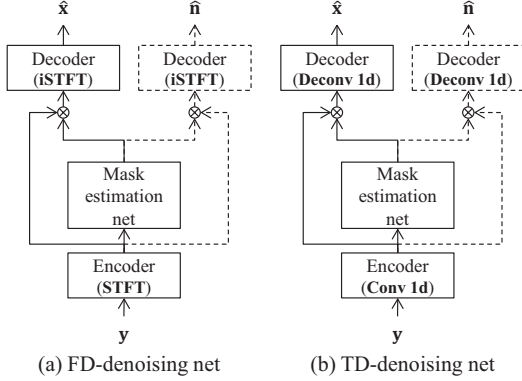 x̂
n̂
Decoder
(iSTFT)
Decoder
(iSTFT)
Mask
estimation
net
Encoder
(STFT)
y
(a) FD-denoising net
x̂
n̂
Decoder
(Deconv 1d)
Decoder
(Deconv 1d)
Mask
estimation
net
Encoder
(Conv 1d)
y
(b) TD-denoising net